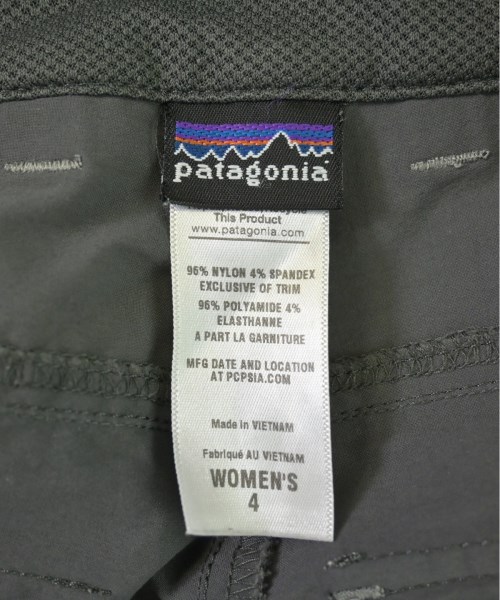 patagonia
This Product
www.patagonia.com
96% NYLON 4% SPANDEX
EXCLUSIVE OF TRIM
96% POLYAMIDE 4%
ELASTHANNE
A PART LA GARNITURE
MFG DATE AND LOCATION
AT PCPSIA.COM
Made in VIETNAM
Fabriqué AU VIETNAM
WOMEN'S
4